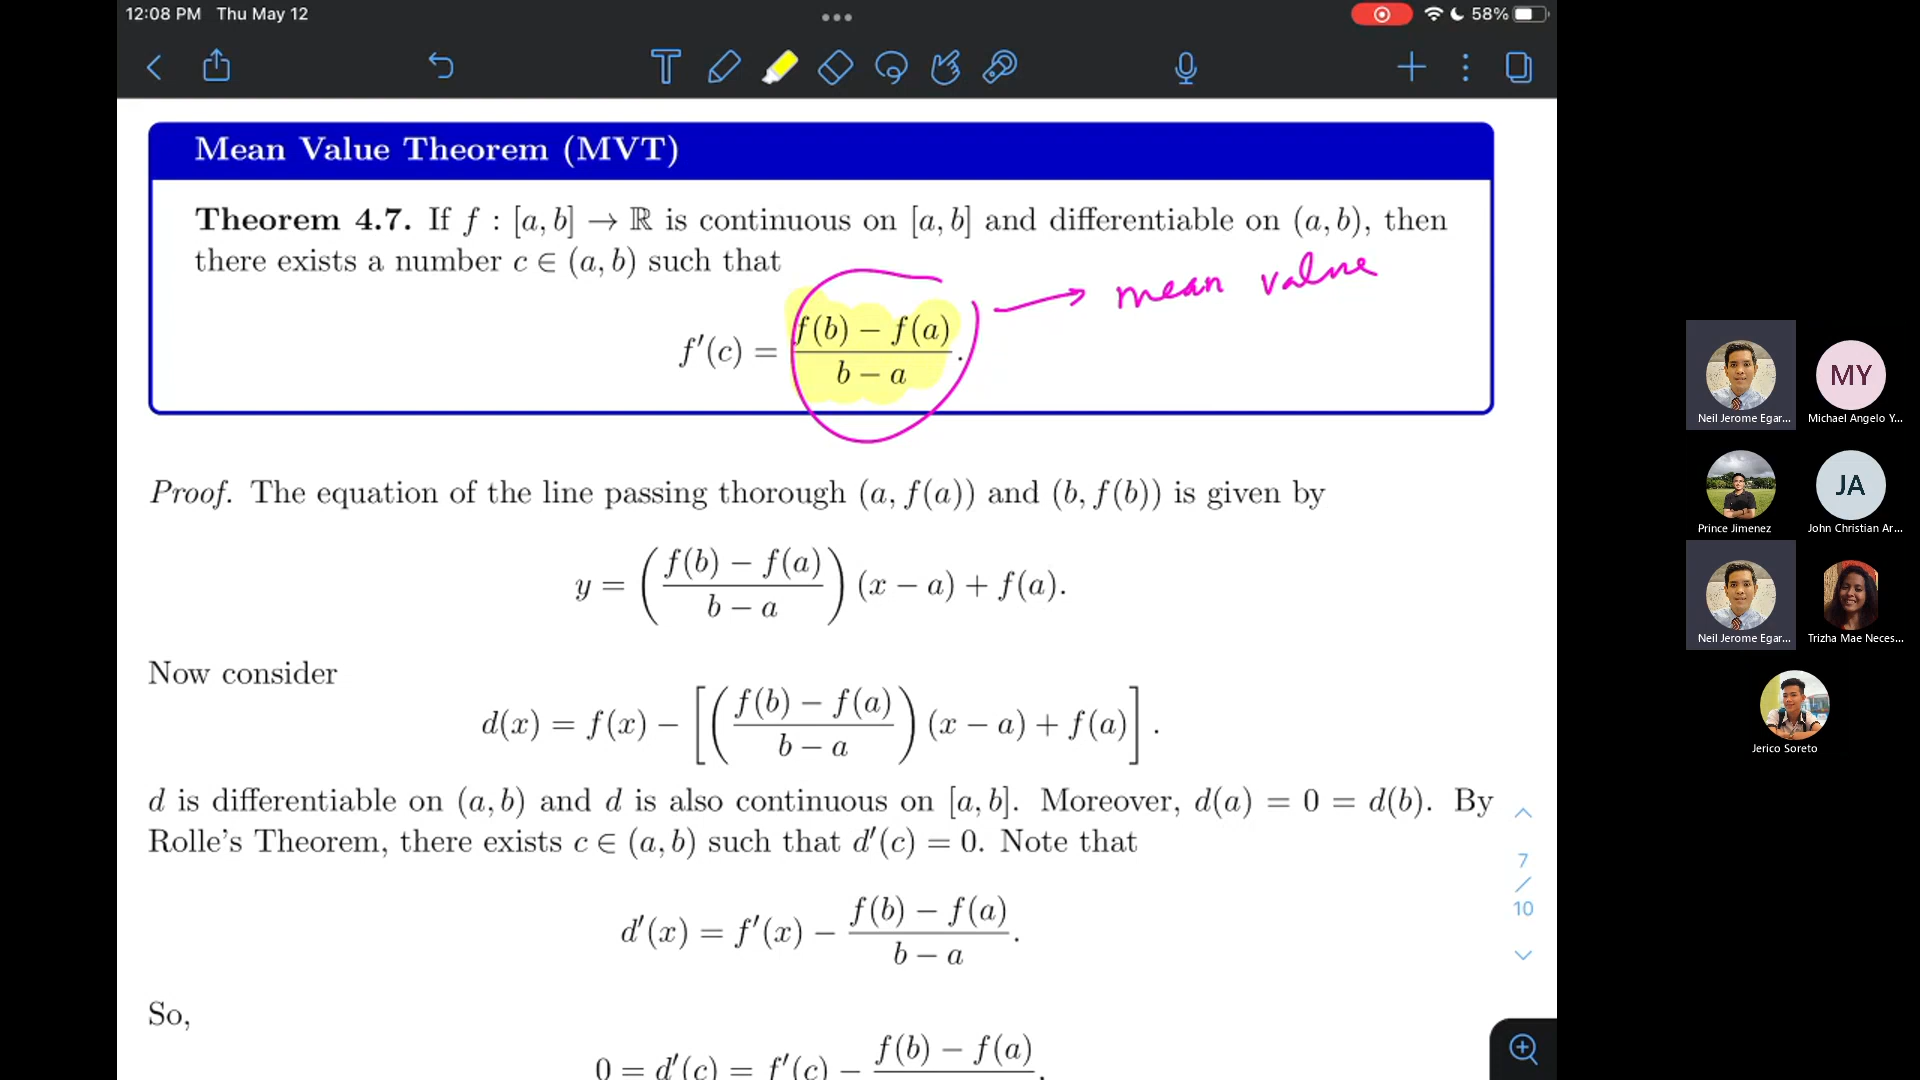 12:08 PM Thu May 12
58%
Mean Value Theorem (MVT)
Theorem 4.7. If f : [a, b] → ℝ is continuous on [a, b] and differentiable on (a, b), then
there exists a number c ∈ (a, b) such that
mean value
f(b) − f(a)
f′(c) =
b − a
.
Proof. The equation of the line passing thorough (a, f(a)) and (b, f(b)) is given by
y = ( f(b) − f(a) / b − a ) (x − a) + f(a).
Now consider
d(x) = f(x) − [ ( f(b) − f(a) / b − a ) (x − a) + f(a) ] .
d is differentiable on (a, b) and d is also continuous on [a, b]. Moreover, d(a) = 0 = d(b). By
Rolle's Theorem, there exists c ∈ (a, b) such that d′(c) = 0. Note that
d′(x) = f′(x) − f(b) − f(a) / b − a .
So,
0 = d′(c) = f′(c) − f(b) − f(a) .
7
/
10
Neil Jerome Egar...
MY
Michael Angelo Y...
Prince Jimenez
JA
John Christian Ar...
Neil Jerome Egar...
Trizha Mae Neces...
Jerico Soreto